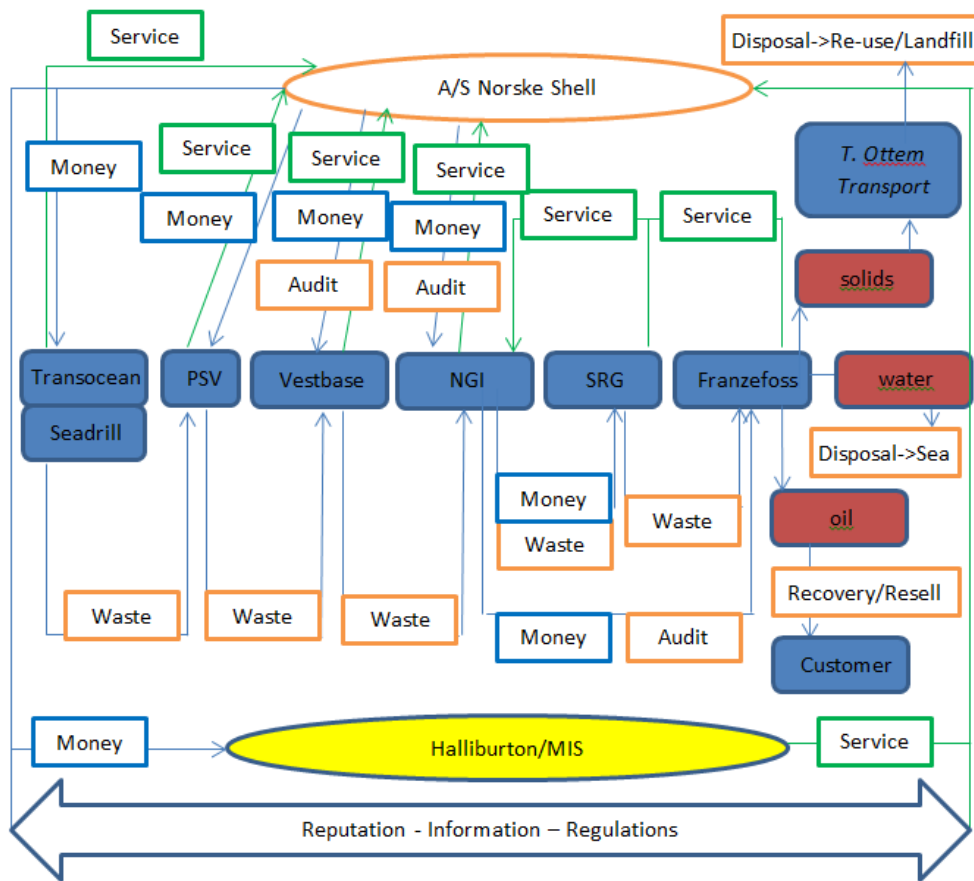 Service
Disposal->Re-use/Landfill
A/S Norske Shell
Money
Service
Service
Service
T. Ottem
Transport
Money
Money
Money
Service
Service
Audit
Audit
solids
Transocean
PSV
Vestbase
NGI
SRG
Franzefoss
water
Seadrill
Disposal->Sea
Money
Waste
oil
Waste
Recovery/Resell
Waste
Waste
Waste
Money
Audit
Customer
Money
Halliburton/MIS
Service
Reputation - Information – Regulations